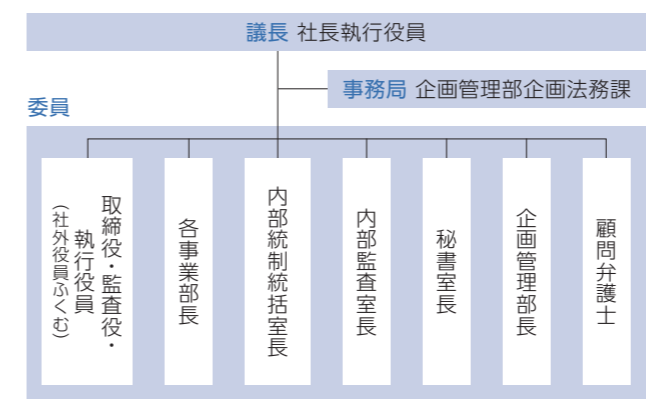 議長 社長執行役員
事務局 企画管理部企画法務課
委員
取締役・監査役・
執行役員
（社外役員ふくむ）
各事業部長
内部統制統括室長
内部監査室長
秘書室長
企画管理部長
顧問弁護士